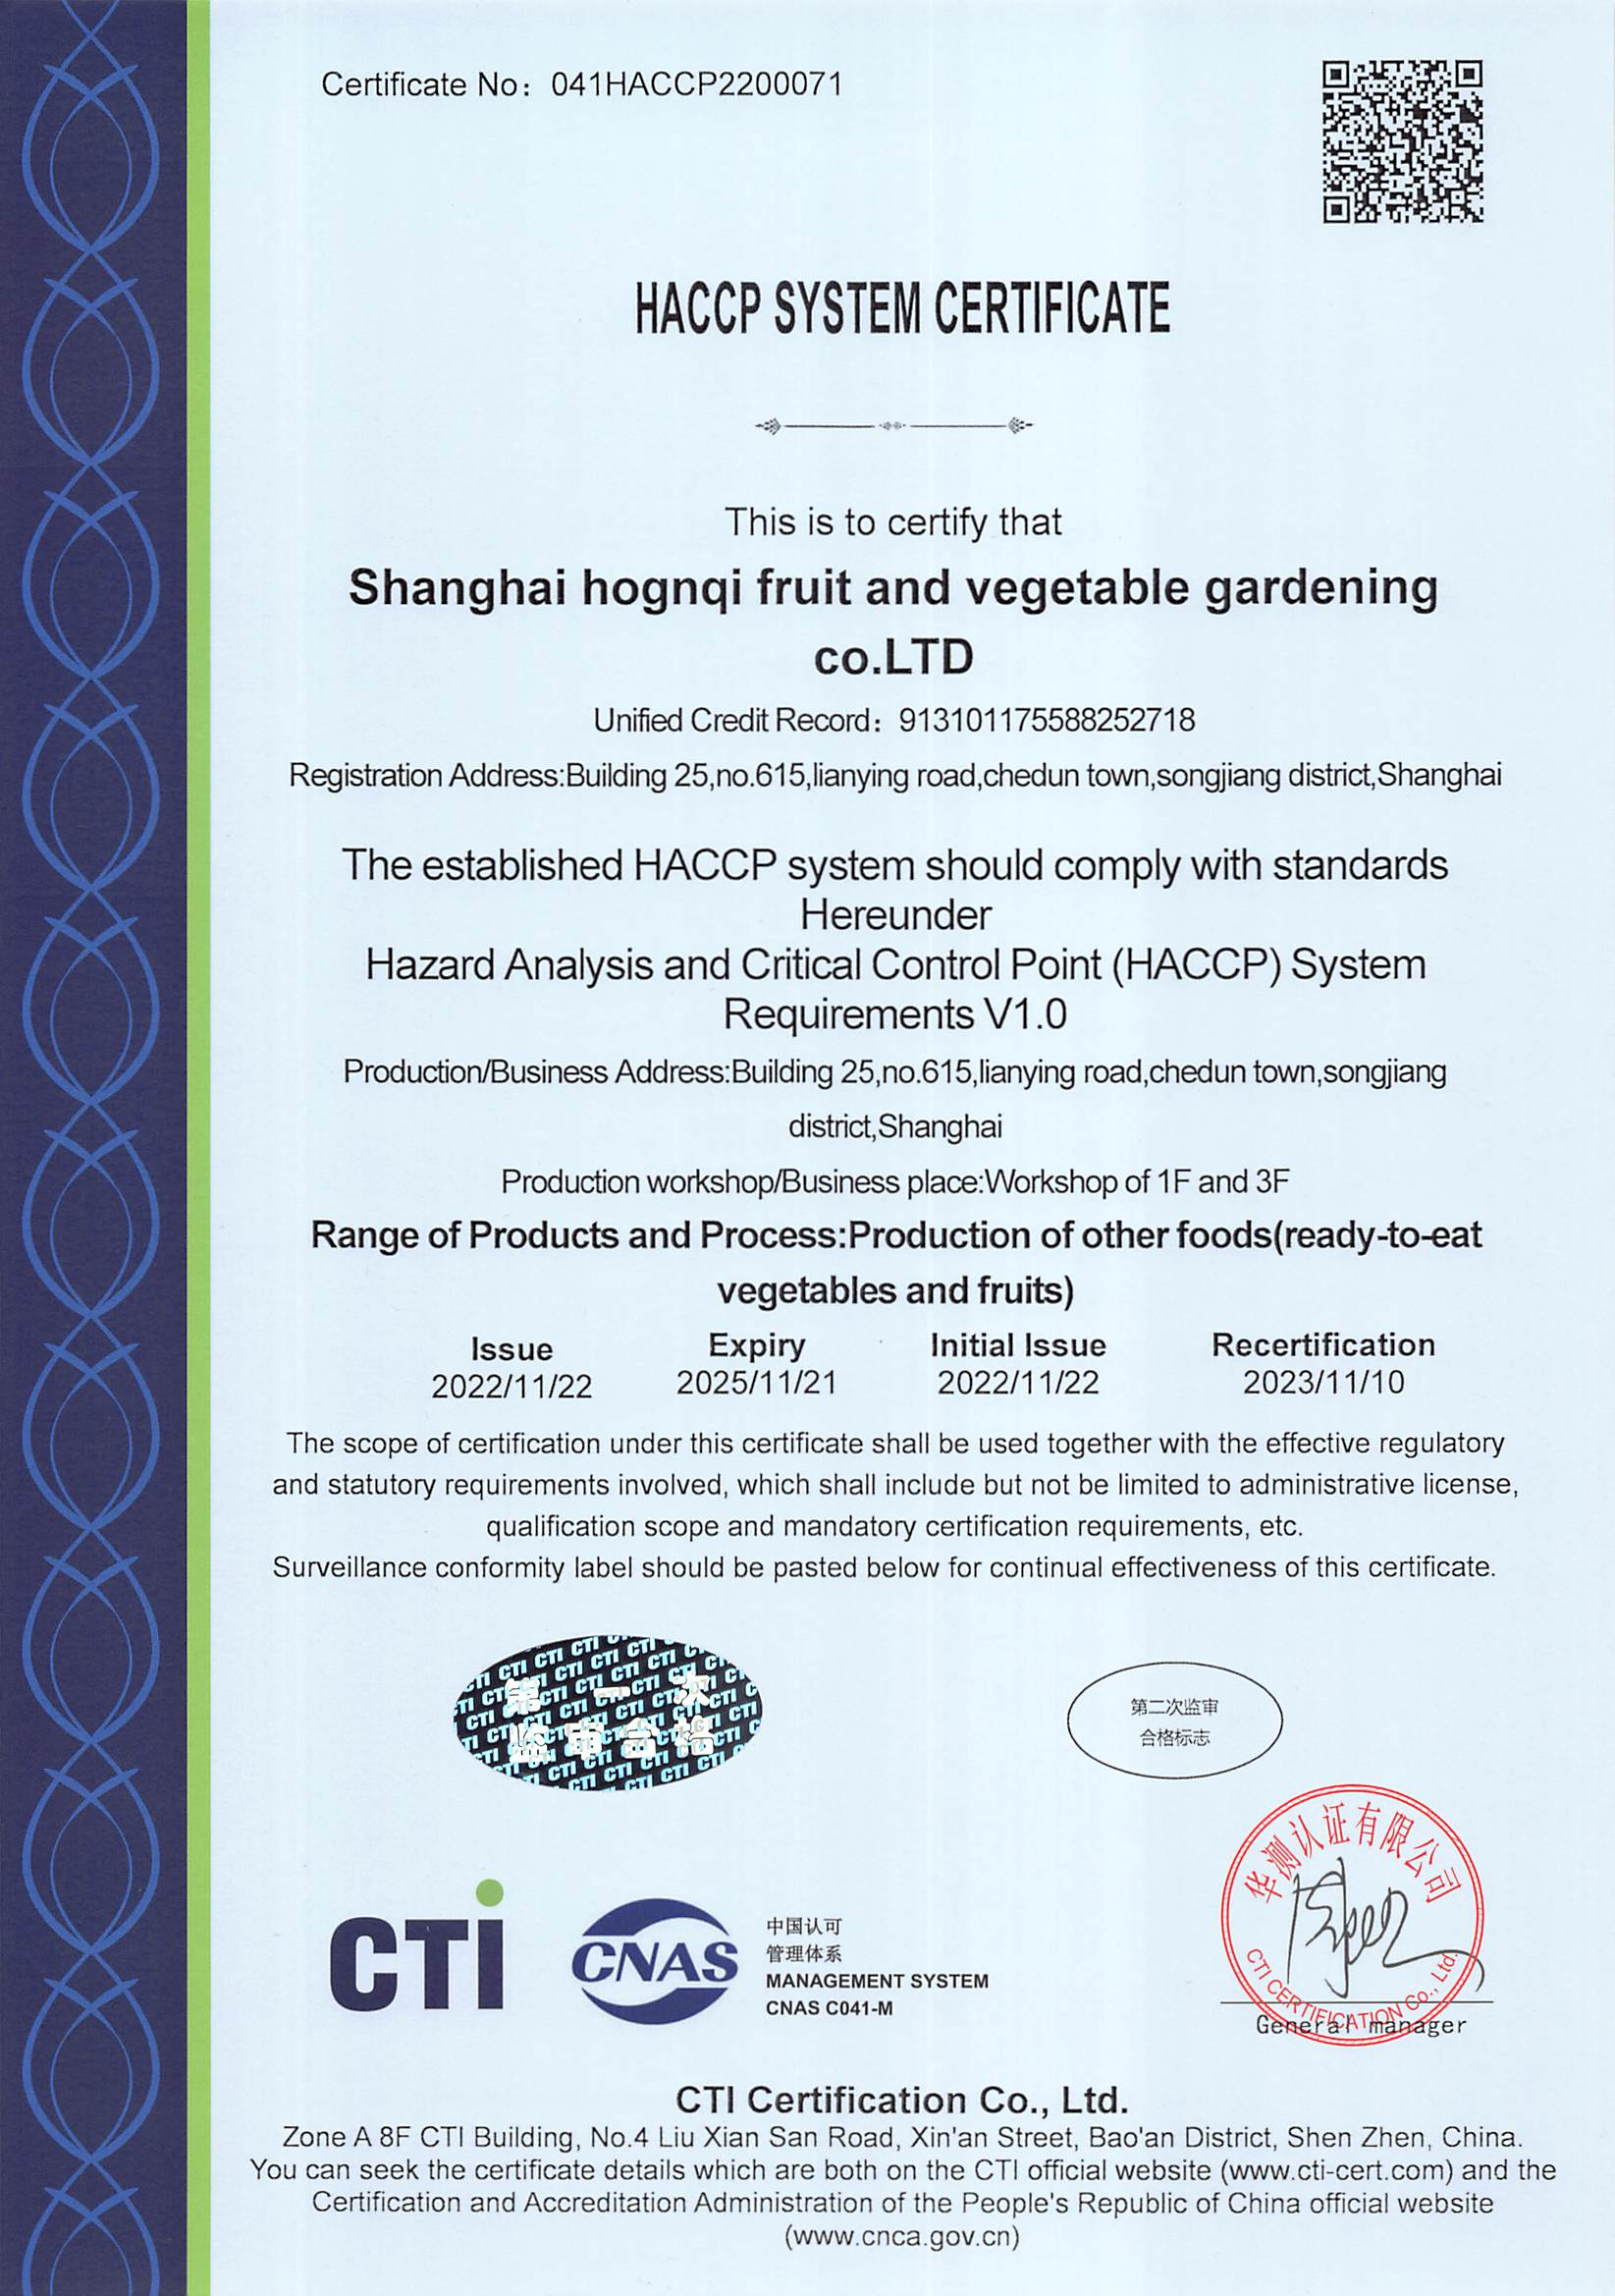 Certificate No：041HACCP2200071
HACCP SYSTEM CERTIFICATE
This is to certify that
Shanghai hognqi fruit and vegetable gardening
co.LTD
Unified Credit Record：913101175588252718
Registration Address:Building 25,no.615,lianying road,chedun town,songjiang district,Shanghai
The established HACCP system should comply with standards
Hereunder
Hazard Analysis and Critical Control Point (HACCP) System
Requirements V1.0
Production/Business Address:Building 25,no.615,lianying road,chedun town,songjiang
district,Shanghai
Production workshop/Business place:Workshop of 1F and 3F
Range of Products and Process:Production of other foods(ready-to-eat
vegetables and fruits)
Issue Expiry Initial Issue Recertification
2022/11/22 2025/11/21 2022/11/22 2023/11/10
The scope of certification under this certificate shall be used together with the effective regulatory
and statutory requirements involved, which shall include but not be limited to administrative license,
qualification scope and mandatory certification requirements, etc.
Surveillance conformity label should be pasted below for continual effectiveness of this certificate.
第一次
监审合格
第二次监审
合格标志
华测认证有限公司
CTI CERTIFICATION Co., Ltd.
General manager
CTI
CNAS
中国认可
管理体系
MANAGEMENT SYSTEM
CNAS C041-M
CTI Certification Co., Ltd.
Zone A 8F CTI Building, No.4 Liu Xian San Road, Xin'an Street, Bao'an District, Shen Zhen, China.
You can seek the certificate details which are both on the CTI official website (www.cti-cert.com) and the
Certification and Accreditation Administration of the People's Republic of China official website
(www.cnca.gov.cn)